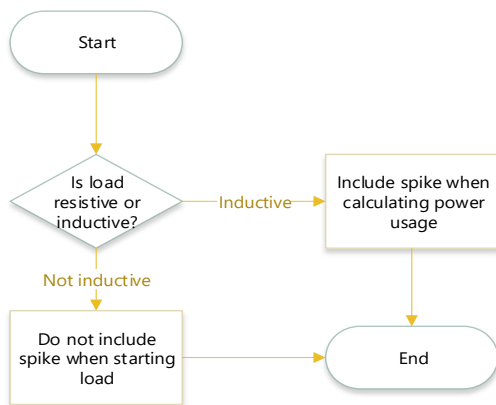 Start
Is load
resistive or
inductive?
Inductive
Include spike when
calculating power
usage
Not inductive
Do not include
spike when starting
load
End